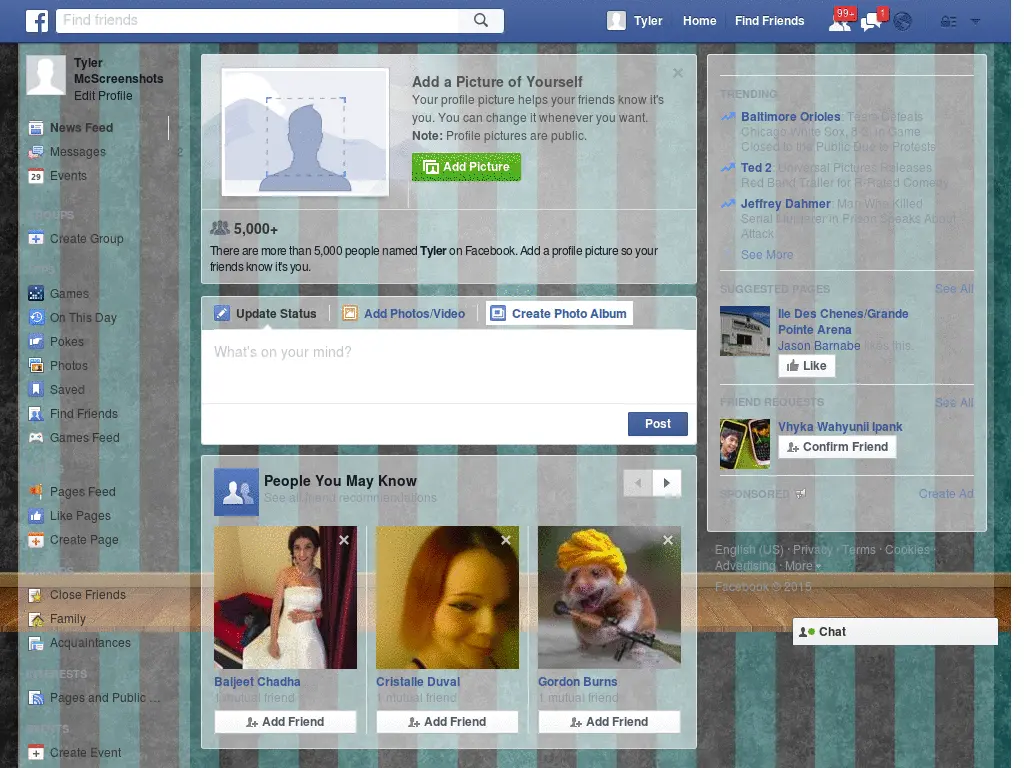 f
Find friends
Tyler
Home
Find Friends
99+
1
Tyler
McScreenshots
Edit Profile
News Feed
Messages
2
29
Events
GROUPS
Create Group
Games
On This Day
Pokes
Photos
Saved
Find Friends
Games Feed
Pages Feed
Like Pages
Create Page
Close Friends
Family
Acquaintances
INTERESTS
Pages and Public ...
Create Event
Add a Picture of Yourself
Your profile picture helps your friends know it's
you. You can change it whenever you want.
Note: Profile pictures are public.
Add Picture
5,000+
There are more than 5,000 people named Tyler on Facebook. Add a profile picture so your
friends know it's you.
Update Status
Add Photos/Video
Create Photo Album
What's on your mind?
Post
People You May Know
See all friend recommendations
Baljeet Chadha
1 mutual friend
Add Friend
Cristalle Duval
1 mutual friend
Add Friend
Gordon Burns
1 mutual friend
Add Friend
TRENDING
Baltimore Orioles: Team Defeats
Chicago White Sox, 8-2, in Game
Closed to the Public Due to Protests
Ted 2: Universal Pictures Releases
Red Band Trailer for R-Rated Comedy
Jeffrey Dahmer: Man Who Killed
Serial Murderer in Prison Speaks About
Attack
See More
SUGGESTED PAGES
See All
Ile Des Chenes/Grande
Pointe Arena
Jason Barnabe likes this.
Like
FRIEND REQUESTS
See All
Vhyka Wahyunii Ipank
Confirm Friend
SPONSORED
Create Ad
English (US) · Privacy · Terms · Cookies ·
Advertising · More
Facebook © 2015
Chat